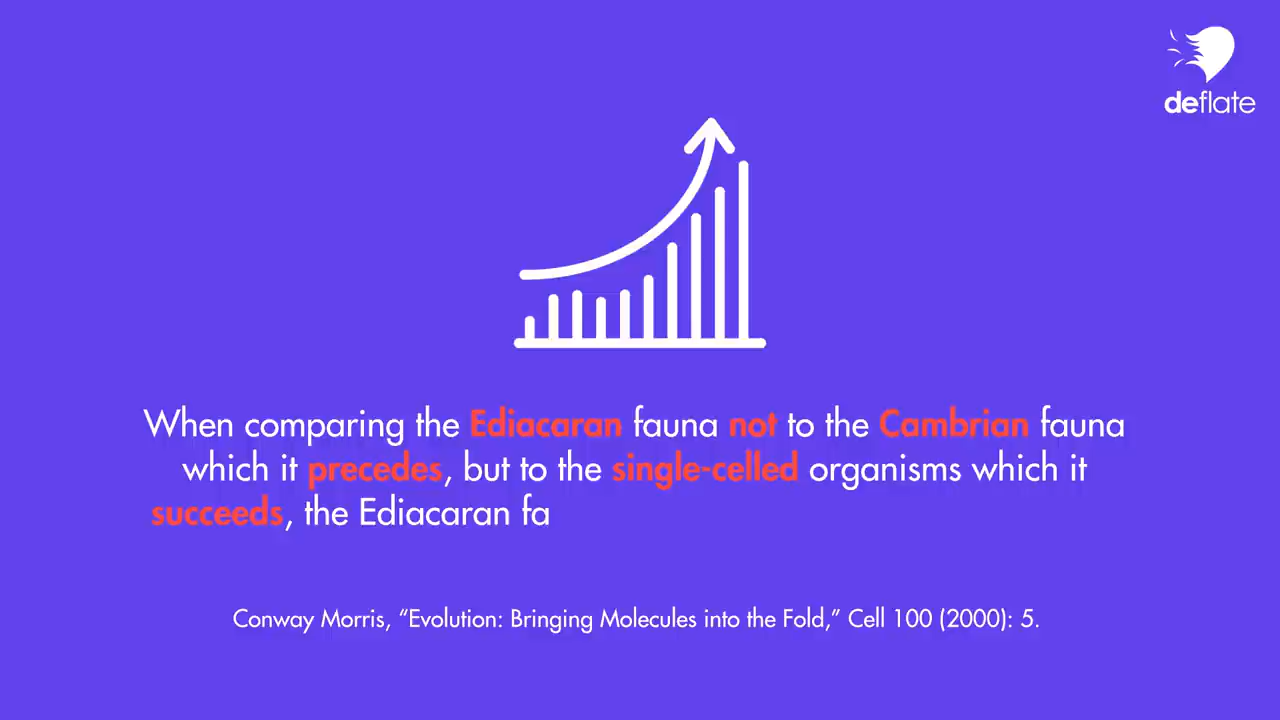 deflate
When comparing the Ediacaran fauna not to the Cambrian fauna
which it precedes, but to the single-celled organisms which it
succeeds, the Ediacaran fa
Conway Morris, “Evolution: Bringing Molecules into the Fold,” Cell 100 (2000): 5.